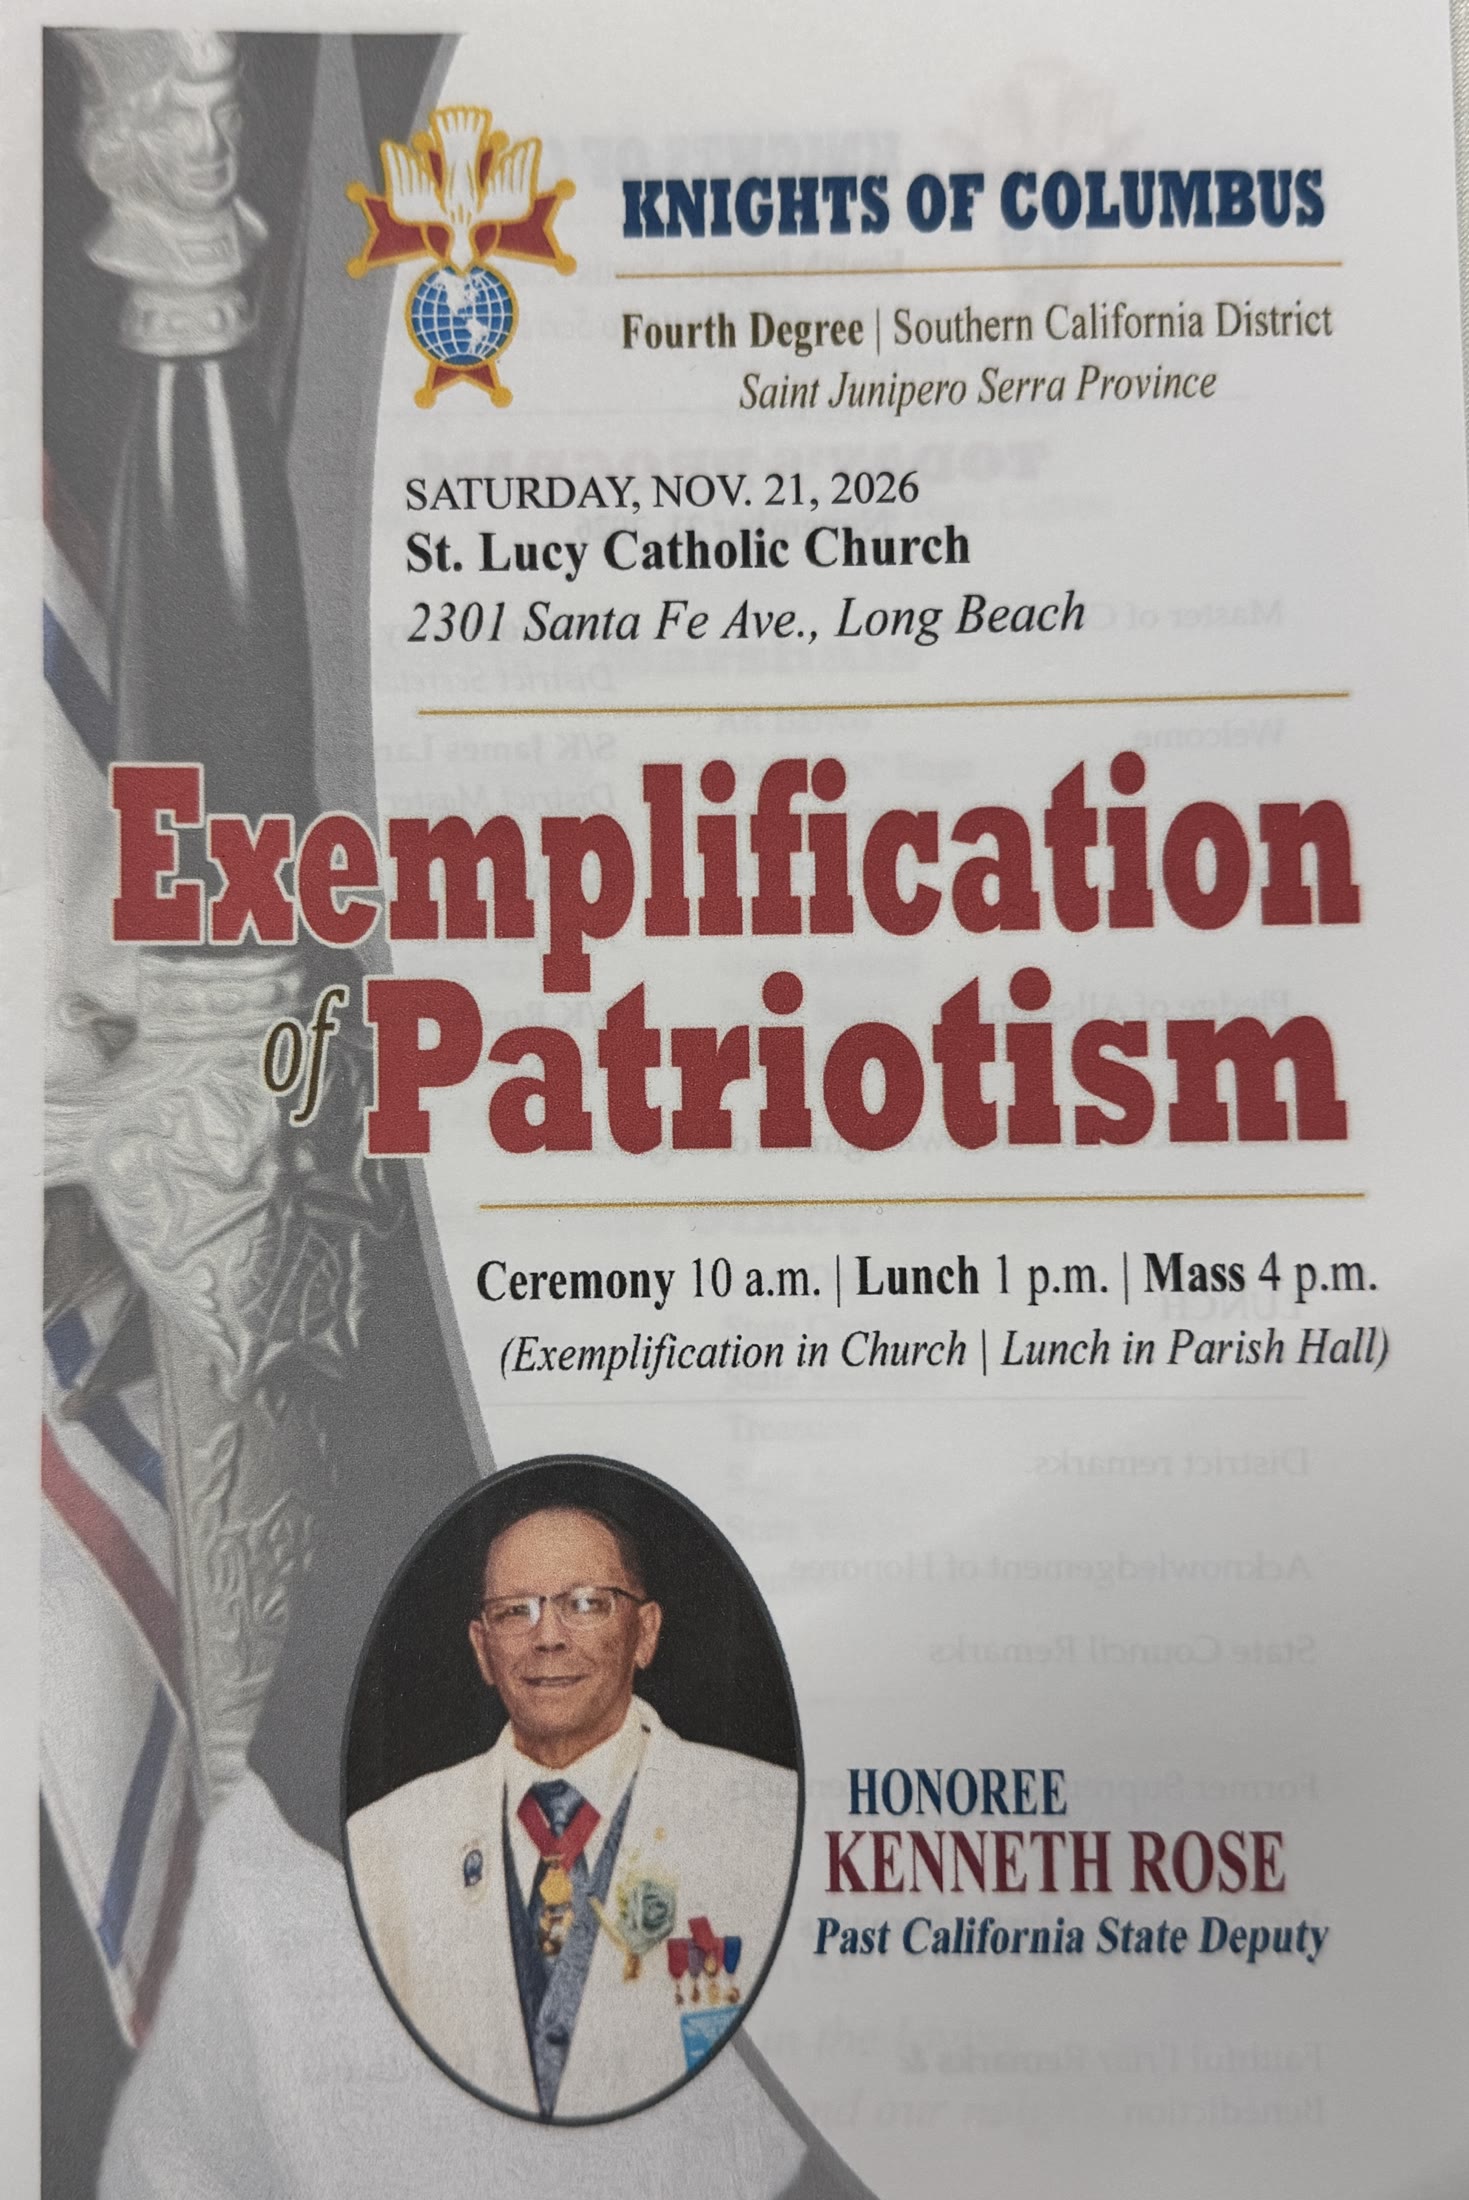 KNIGHTS OF COLUMBUS
Fourth Degree | Southern California District
Saint Junipero Serra Province
SATURDAY, NOV. 21, 2026
St. Lucy Catholic Church
2301 Santa Fe Ave., Long Beach
Exemplification
of Patriotism
Ceremony 10 a.m. | Lunch 1 p.m. | Mass 4 p.m.
(Exemplification in Church | Lunch in Parish Hall)
HONOREE
KENNETH ROSE
Past California State Deputy